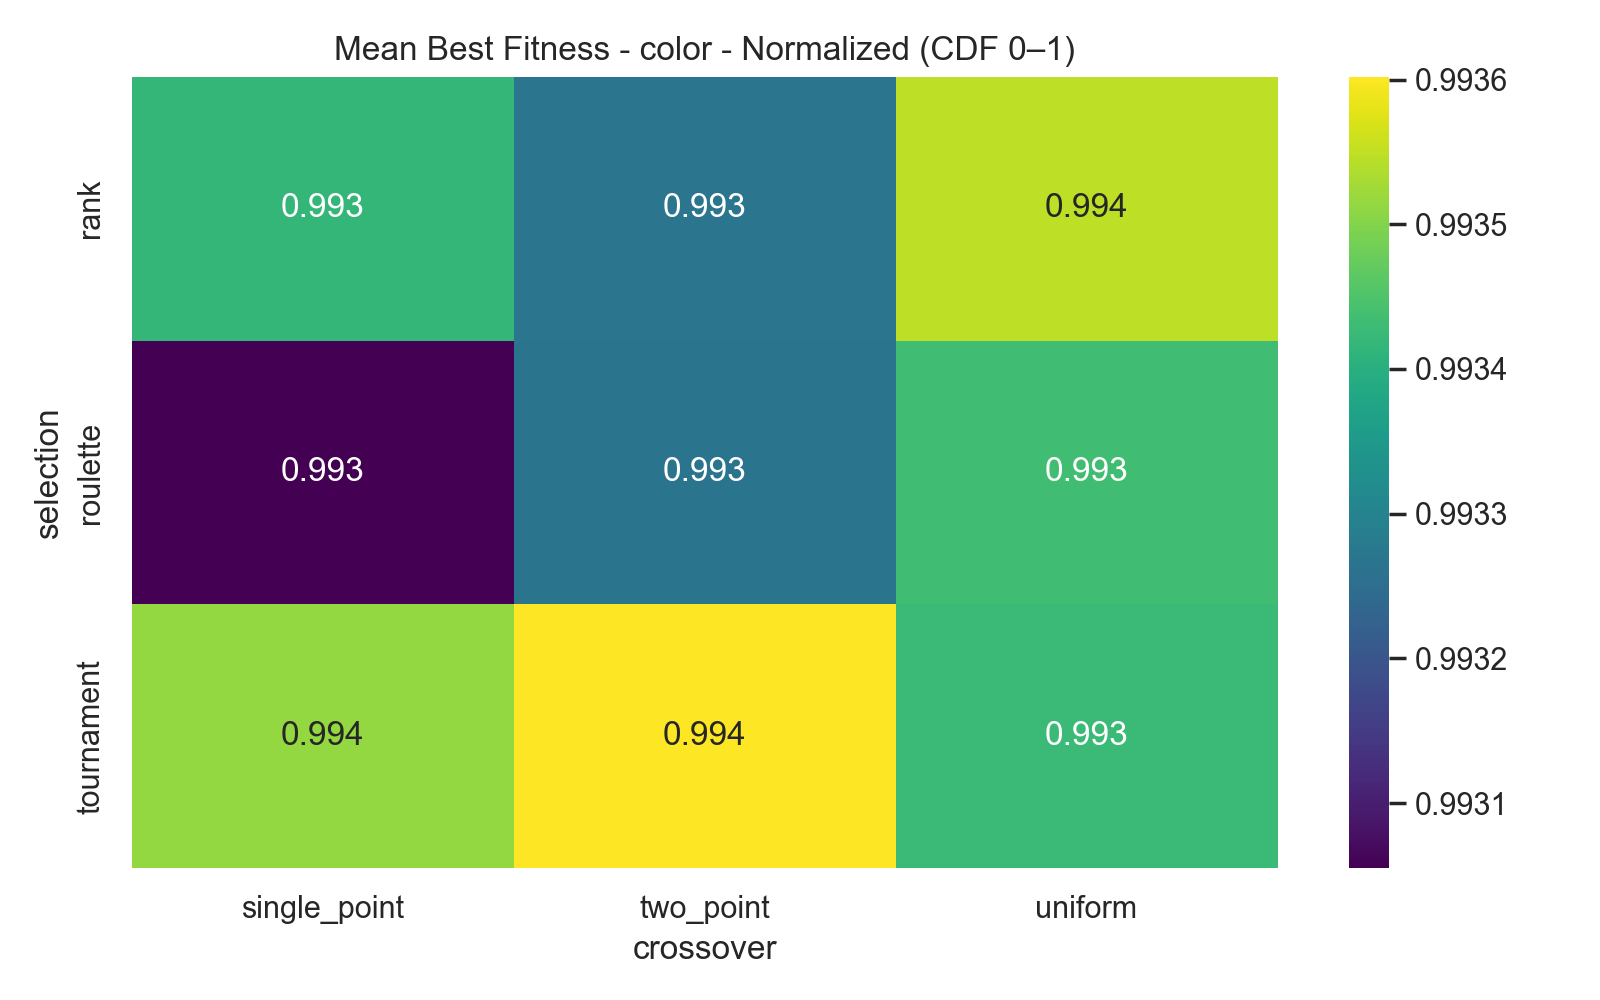 Mean Best Fitness - color - Normalized (CDF 0–1)
selection
rank
0.993
0.993
0.994
roulette
0.993
0.993
0.993
tournament
0.994
0.994
0.993
single_point
two_point
uniform
crossover
0.9936
0.9935
0.9934
0.9933
0.9932
0.9931